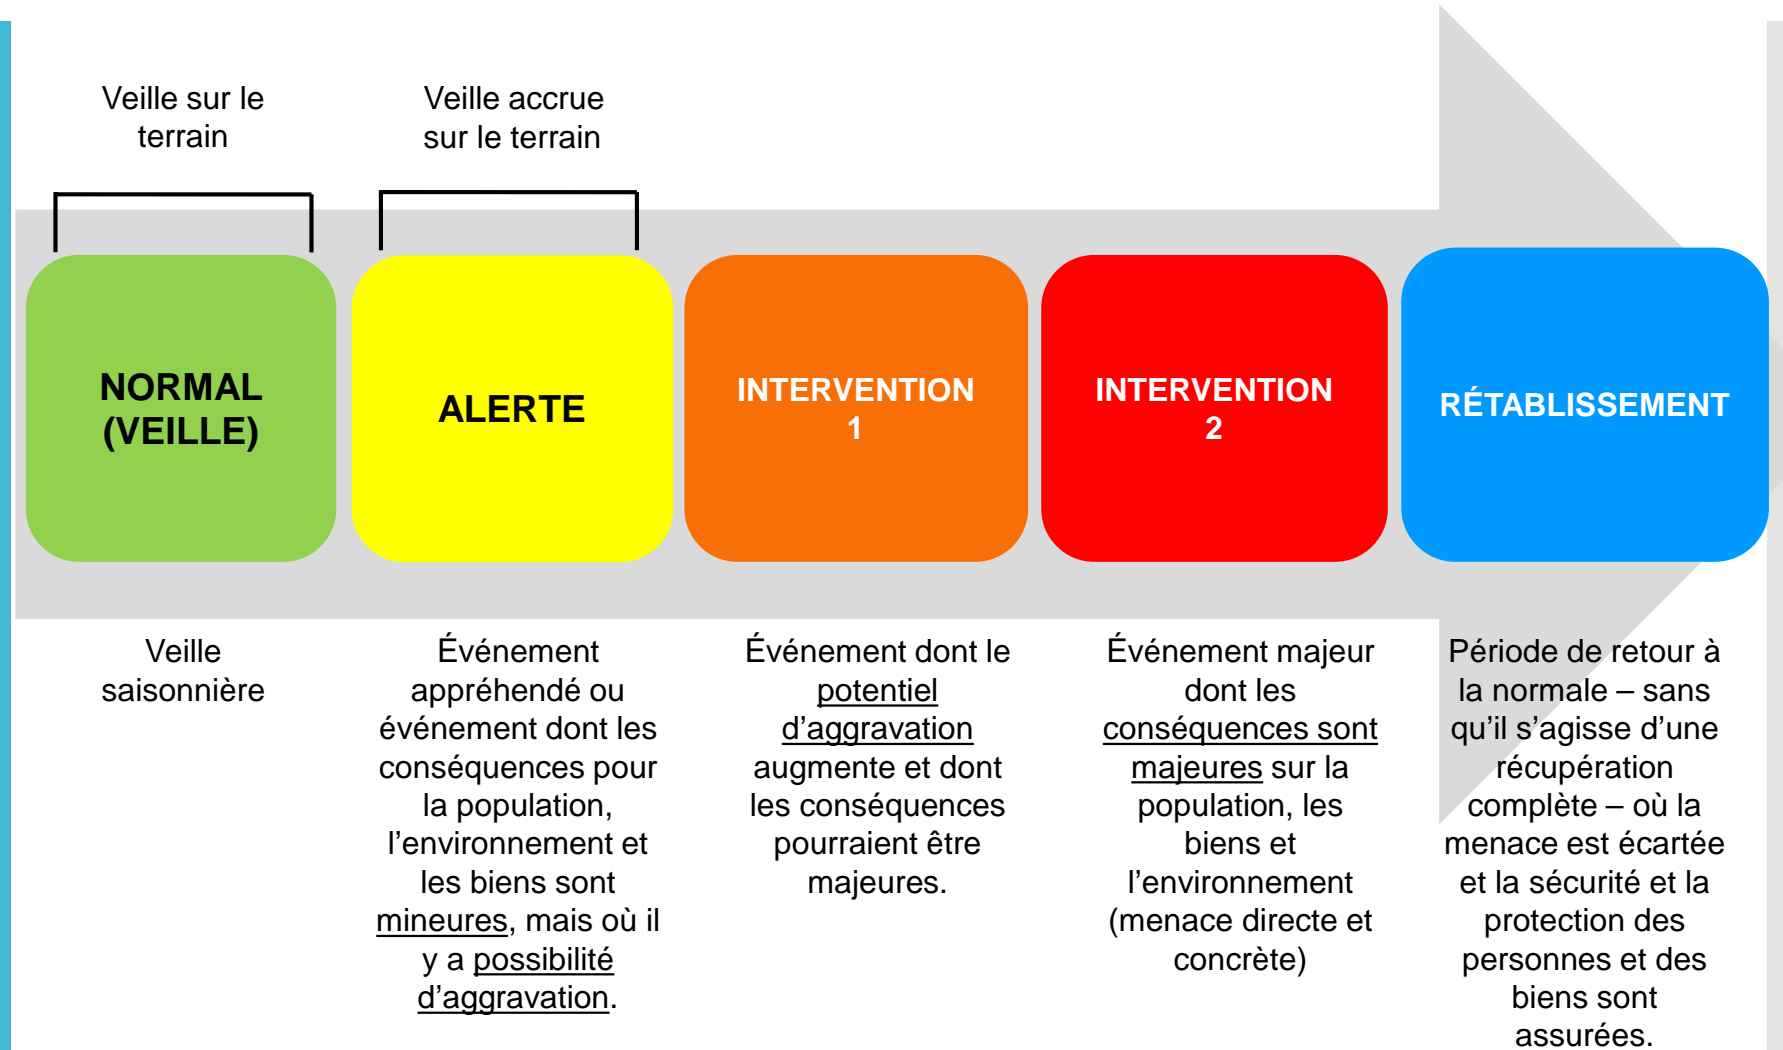 Veille sur le
terrain
Veille accrue
sur le terrain
NORMAL
(VEILLE)
ALERTE
INTERVENTION
1
INTERVENTION
2
RÉTABLISSEMENT
Veille
saisonnière
Événement
appréhendé ou
événement dont les
conséquences pour
la population,
l’environnement et
les biens sont
mineures, mais où il
y a possibilité
d’aggravation.
Événement dont le
potentiel
d’aggravation
augmente et dont
les conséquences
pourraient être
majeures.
Événement majeur
dont les
conséquences sont
majeures sur la
population, les
biens et
l’environnement
(menace directe et
concrète)
Période de retour à
la normale – sans
qu’il s’agisse d’une
récupération
complète – où la
menace est écartée
et la sécurité et la
protection des
personnes et des
biens sont
assurées.